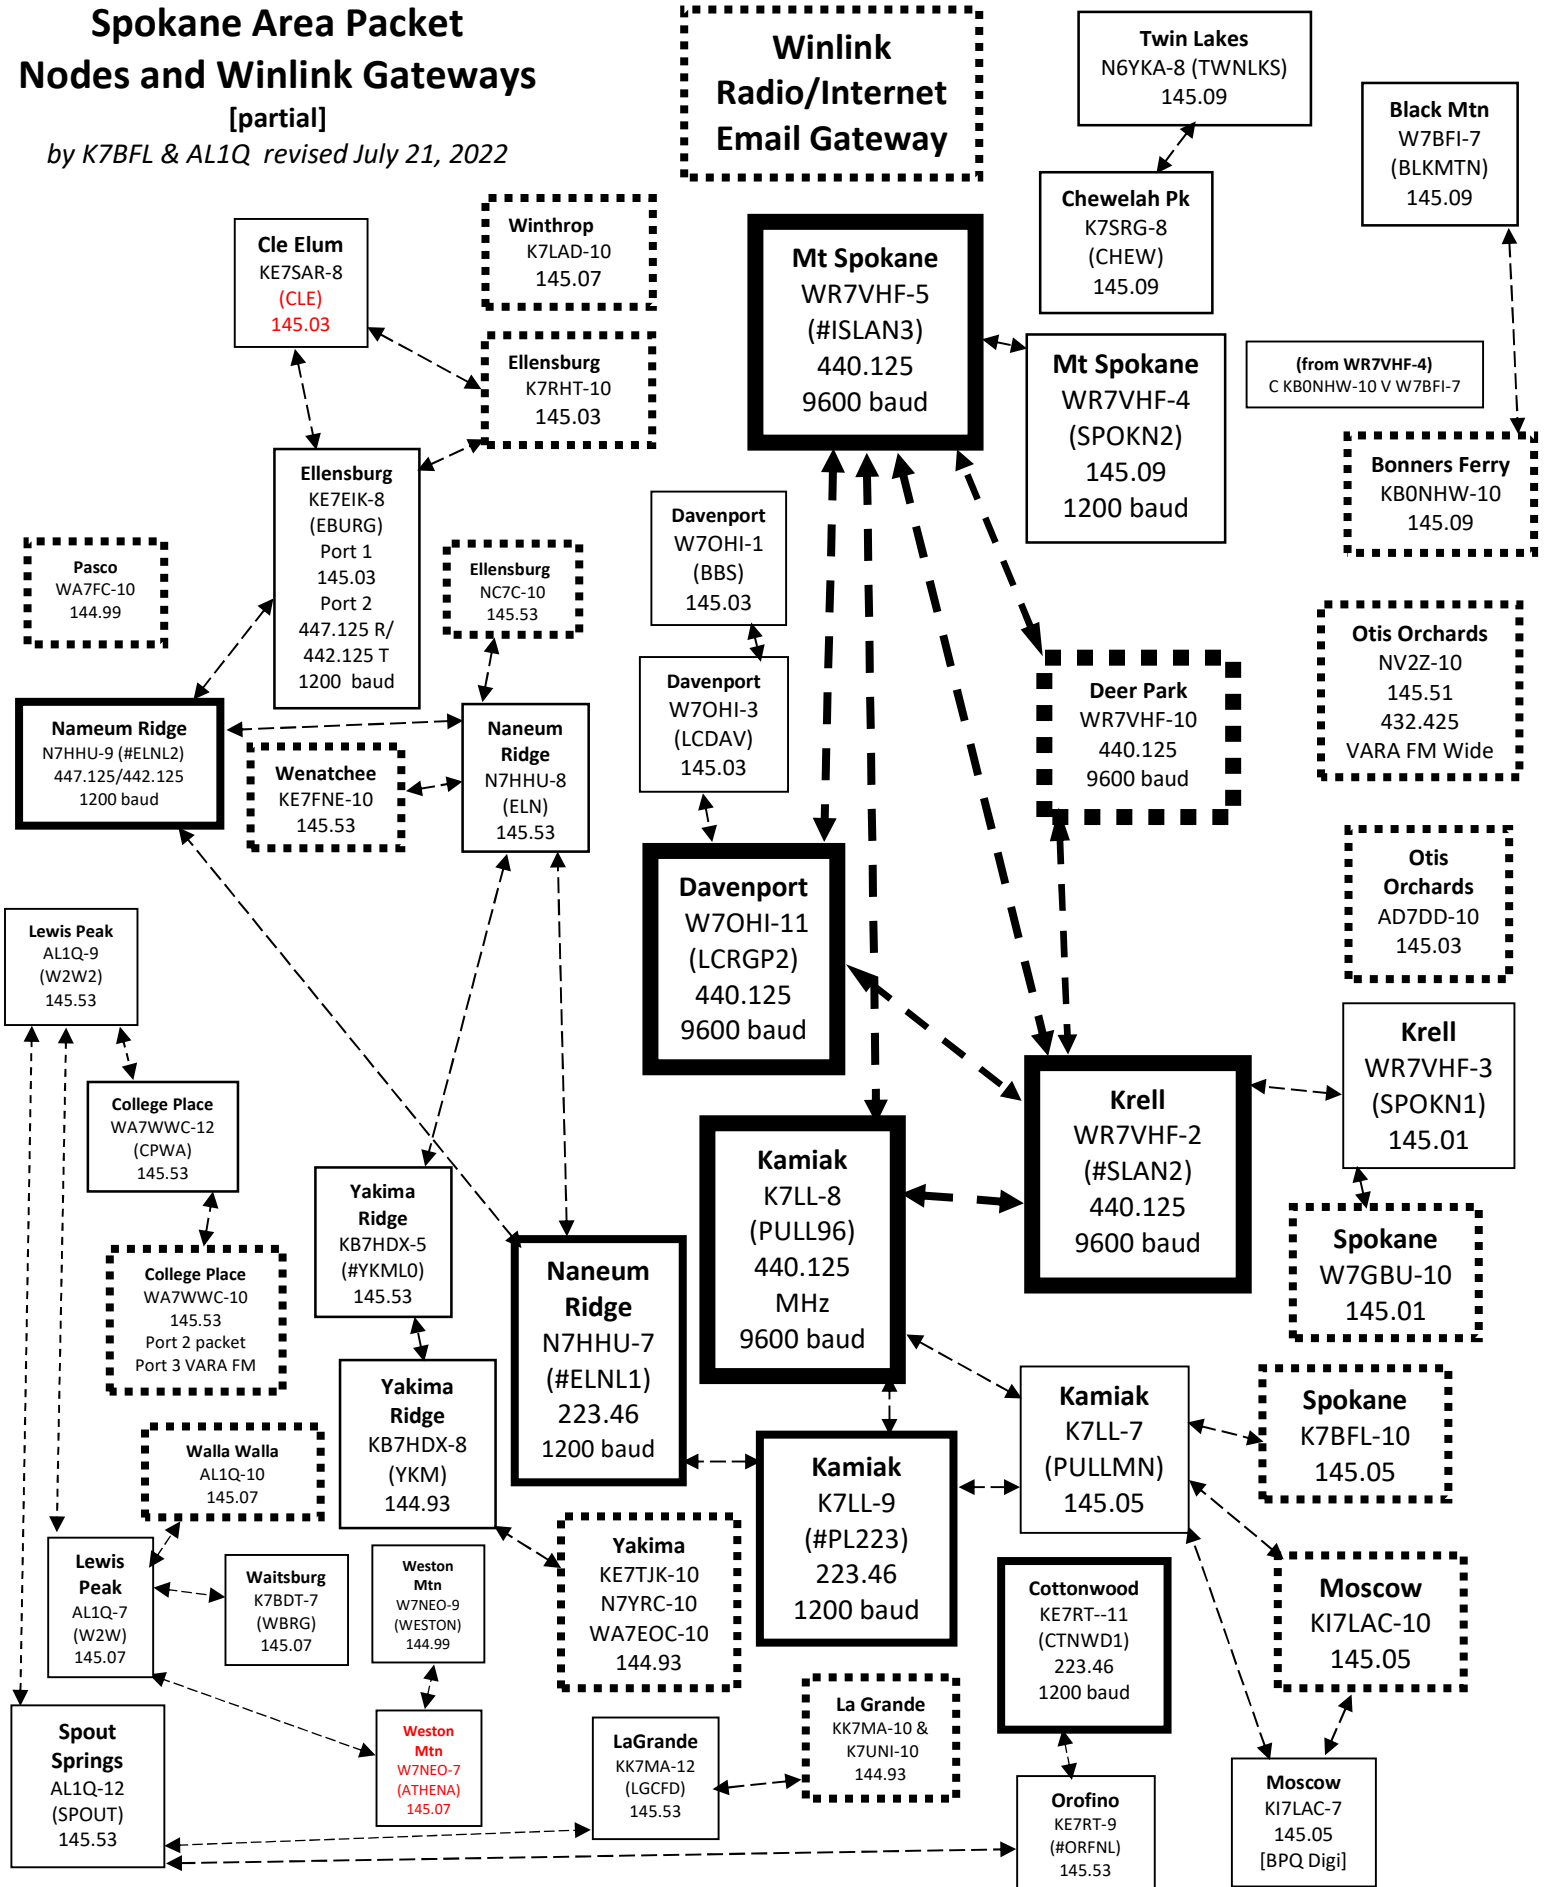 Spokane Area Packet
Nodes and Winlink Gateways
[partial]
by K7BFL & AL1Q  revised July 21, 2022
Winlink
Radio/Internet
Email Gateway
Twin Lakes
N6YKA-8 (TWNLKS)
145.09
Black Mtn
W7BFI-7
(BLKMTN)
145.09
Chewelah Pk
K7SRG-8
(CHEW)
145.09
Winthrop
K7LAD-10
145.07
Cle Elum
KE7SAR-8
(CLE)
145.03
Mt Spokane
WR7VHF-5
(#ISLAN3)
440.125
9600 baud
Mt Spokane
WR7VHF-4
(SPOKN2)
145.09
1200 baud
(from WR7VHF-4)
C KB0NHW-10 V W7BFI-7
Ellensburg
K7RHT-10
145.03
Ellensburg
KE7EIK-8
(EBURG)
Port 1
145.03
Port 2
447.125 R/
442.125 T
1200  baud
Bonners Ferry
KB0NHW-10
145.09
Davenport
W7OHI-1
(BBS)
145.03
Pasco
WA7FC-10
144.99
Ellensburg
NC7C-10
145.53
Otis Orchards
NV2Z-10
145.51
432.425
VARA FM Wide
Davenport
W7OHI-3
(LCDAV)
145.03
Deer Park
WR7VHF-10
440.125
9600 baud
Nameum Ridge
N7HHU-9 (#ELNL2)
447.125/442.125
1200 baud
Wenatchee
KE7FNE-10
145.53
Naneum
Ridge
N7HHU-8
(ELN)
145.53
Otis
Orchards
AD7DD-10
145.03
Davenport
W7OHI-11
(LCRGP2)
440.125
9600 baud
Lewis Peak
AL1Q-9
(W2W2)
145.53
Krell
WR7VHF-3
(SPOKN1)
145.01
Krell
WR7VHF-2
(#SLAN2)
440.125
9600 baud
College Place
WA7WWC-12
(CPWA)
145.53
Kamiak
K7LL-8
(PULL96)
440.125
MHz
9600 baud
Yakima
Ridge
KB7HDX-5
(#YKML0)
145.53
Spokane
W7GBU-10
145.01
College Place
WA7WWC-10
145.53
Port 2 packet
Port 3 VARA FM
Naneum
Ridge
N7HHU-7
(#ELNL1)
223.46
1200 baud
Yakima
Ridge
KB7HDX-8
(YKM)
144.93
Kamiak
K7LL-7
(PULLMN)
145.05
Spokane
K7BFL-10
145.05
Walla Walla
AL1Q-10
145.07
Kamiak
K7LL-9
(#PL223)
223.46
1200 baud
Lewis
Peak
AL1Q-7
(W2W)
145.07
Waitsburg
K7BDT-7
(WBRG)
145.07
Weston
Mtn
W7NEO-9
(WESTON)
144.99
Yakima
KE7TJK-10
N7YRC-10
WA7EOC-10
144.93
Cottonwood
KE7RT--11
(CTNWD1)
223.46
1200 baud
Moscow
KI7LAC-10
145.05
Spout
Springs
AL1Q-12
(SPOUT)
145.53
Weston
Mtn
W7NEO-7
(ATHENA)
145.07
LaGrande
KK7MA-12
(LGCFD)
145.53
La Grande
KK7MA-10 &
K7UNI-10
144.93
Orofino
KE7RT-9
(#ORFNL)
145.53
Moscow
KI7LAC-7
145.05
[BPQ Digi]